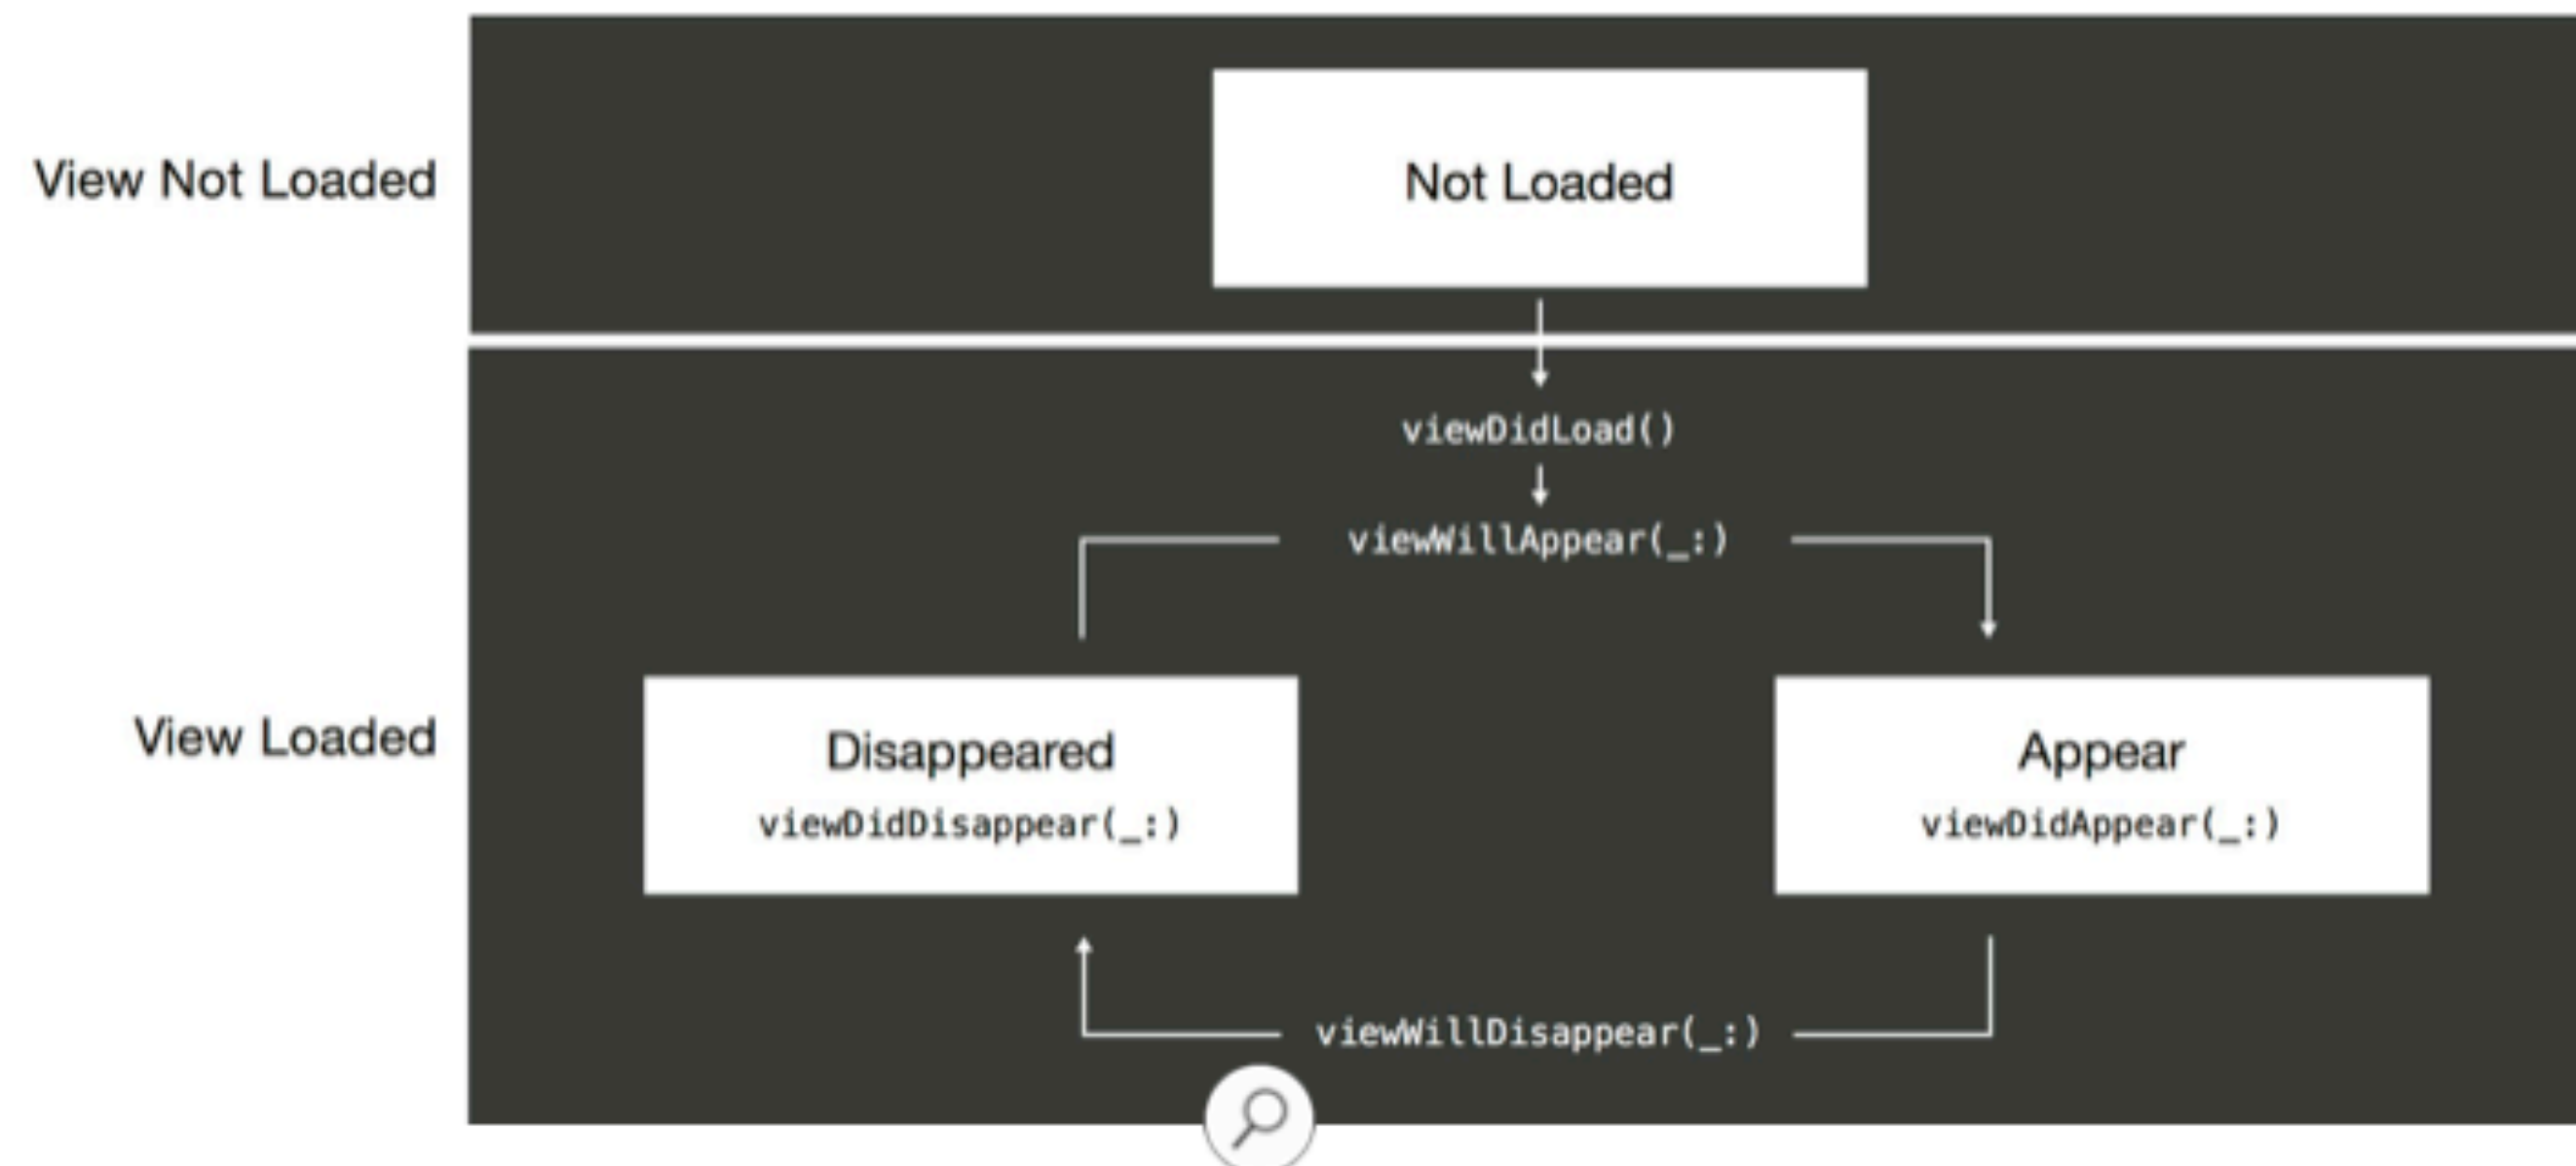 View Not Loaded
Not Loaded
viewDidLoad()
viewWillAppear(_:)
View Loaded
Disappeared
viewDidDisappear(_:)
Appear
viewDidAppear(_:)
viewWillDisappear(_:)